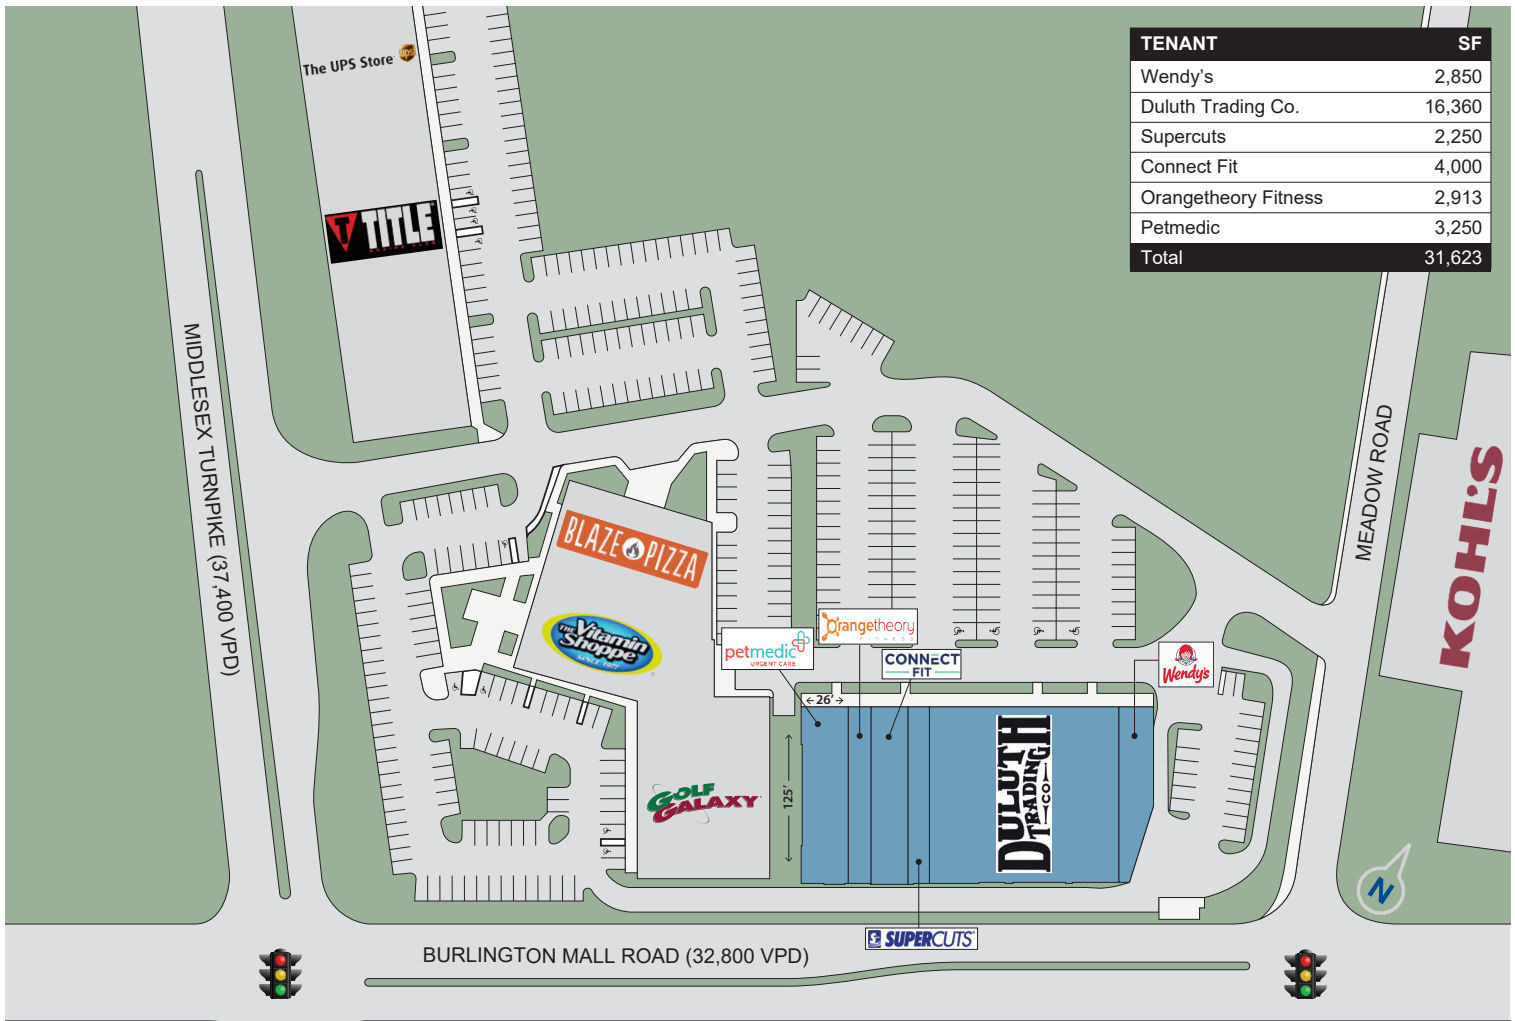 The UPS Store
ups
T TITLE
TENANT SF
Wendy's 2,850
Duluth Trading Co. 16,360
Supercuts 2,250
Connect Fit 4,000
Orangetheory Fitness 2,913
Petmedic 3,250
Total 31,623
MIDDLESEX TURNPIKE (37,400 VPD)
MEADOW ROAD
KOHL'S
BLAZE PIZZA
THE
Vitamin
Shoppe
SINCE 1977
petmedic
URGENT CARE
Orangetheory
FITNESS
CONNECT
FIT
Wendy's
26'
125'
GOLF
GALAXY
DULUTH
TRADING
CO
N
SUPERCUTS
BURLINGTON MALL ROAD (32,800 VPD)